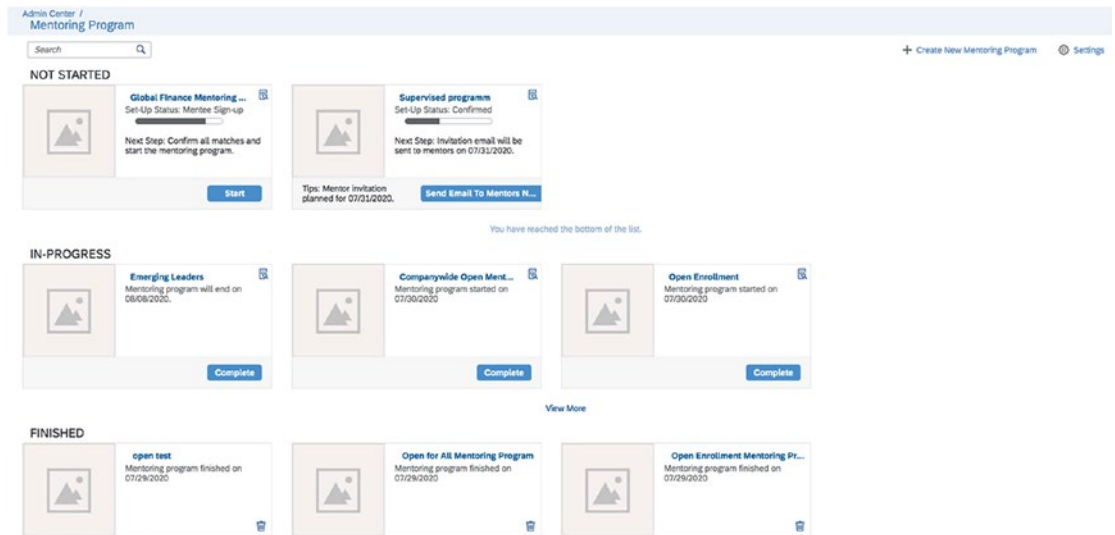 Admin Center /
Mentoring Program
Search
Create New Mentoring Program
Settings
NOT STARTED
Global Finance Mentoring ...
Set-Up Status: Mentee Sign-up
Next Step: Confirm all matches and
start the mentoring program.
Start
Supervised programm
Set-Up Status: Confirmed
Next Step: Invitation email will be
sent to mentors on 07/31/2020.
Tips: Mentor invitation
planned for 07/31/2020.
Send Email To Mentors N...
You have reached the bottom of the list.
IN-PROGRESS
Emerging Leaders
Mentoring program will end on
08/08/2020.
Complete
Companywide Open Ment...
Mentoring program started on
07/30/2020
Complete
Open Enrollment
Mentoring program started on
07/30/2020
Complete
View More
FINISHED
open test
Mentoring program finished on
07/29/2020
Open for All Mentoring Program
Mentoring program finished on
07/29/2020
Open Enrollment Mentoring Pr...
Mentoring program finished on
07/29/2020